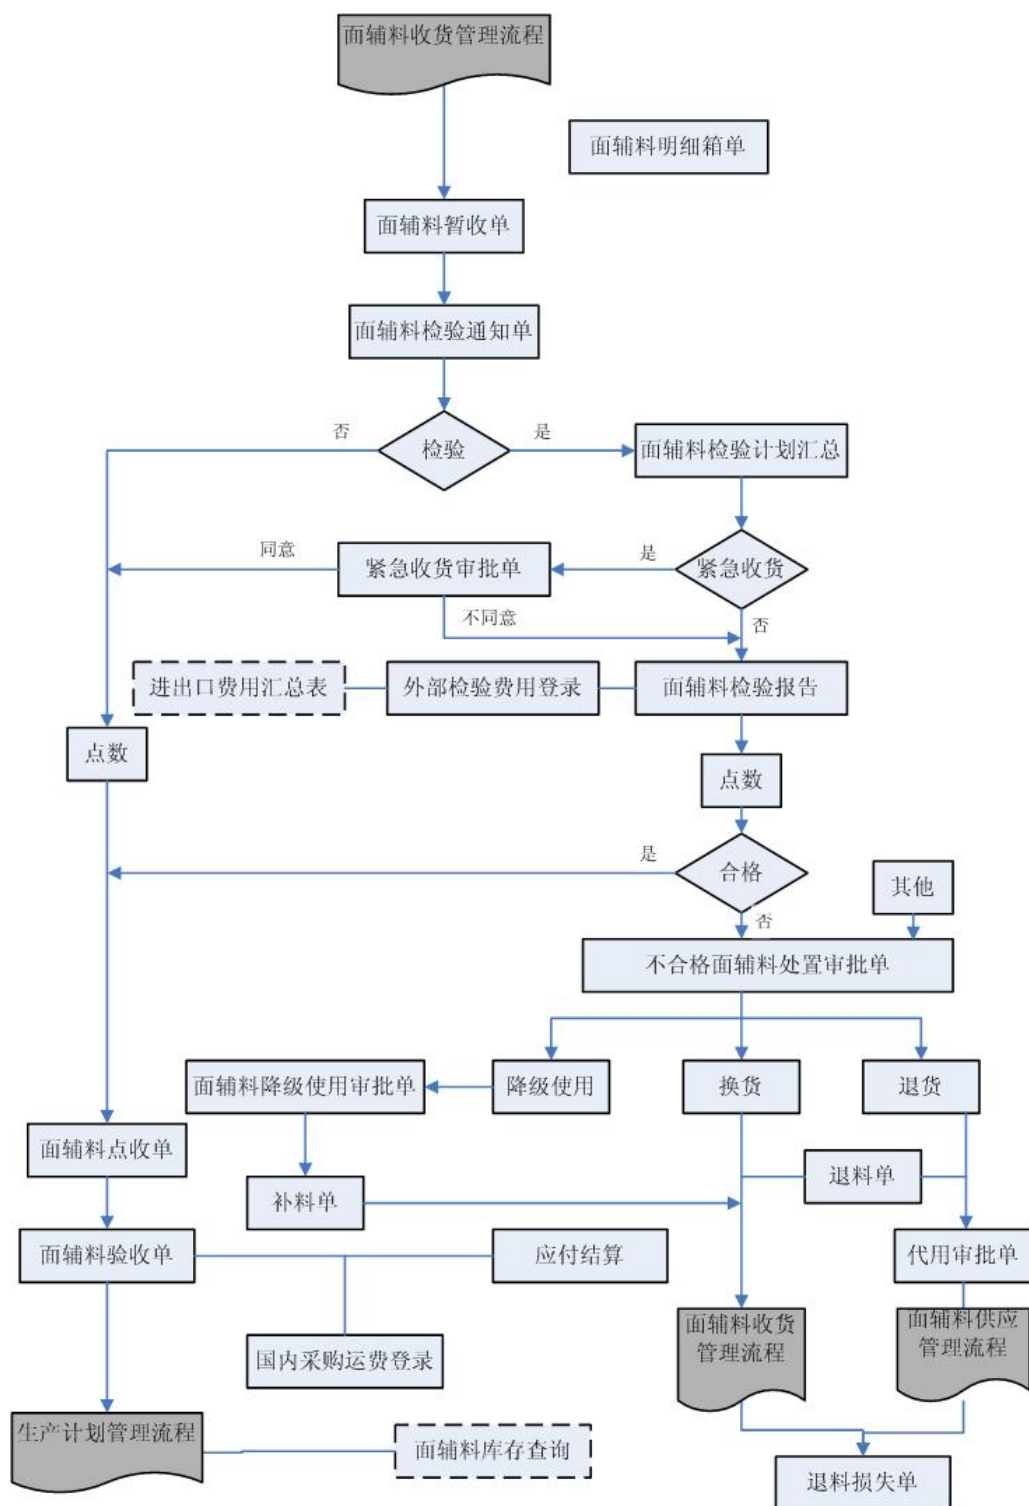 面辅料收货管理流程
面辅料明细箱单
面辅料暂收单
面辅料检验通知单
否
检验
是
面辅料检验计划汇总
同意
紧急收货审批单
是
紧急收货
不同意
否
进出口费用汇总表
外部检验费用登录
面辅料检验报告
点数
点数
是
合格
其他
否
不合格面辅料处置审批单
面辅料降级使用审批单
降级使用
换货
退货
面辅料点收单
补料单
退料单
面辅料验收单
应付结算
代用审批单
国内采购运费登录
面辅料收货
管理流程
面辅料供应
管理流程
生产计划管理流程
面辅料库存查询
退料损失单